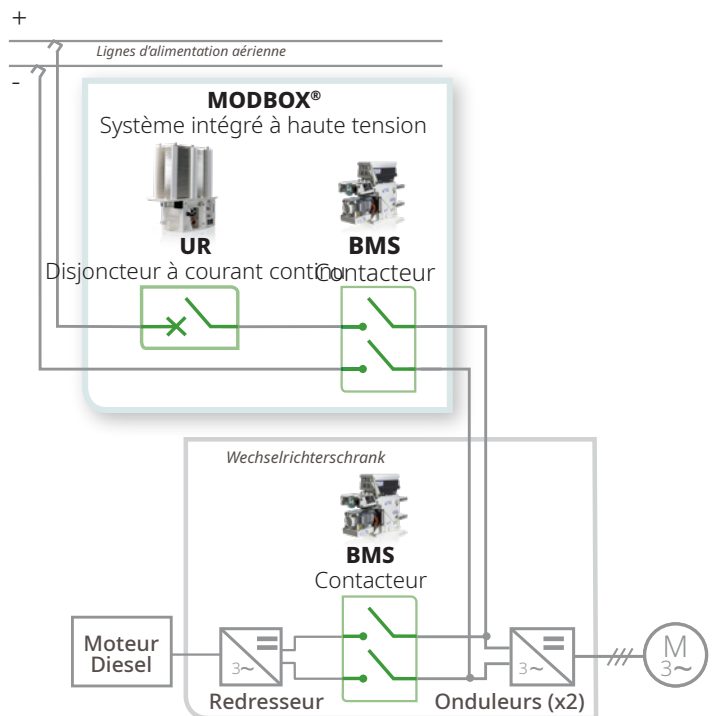 +
Lignes d'alimentation aérienne
-
MODBOX®
Système intégré à haute tension
UR
Disjoncteur à courant continu
BMS
Contacteur
Wechselrichterschrank
BMS
Contacteur
Moteur
Diesel
3~
Redresseur
3~
Onduleurs (x2)
M
3~